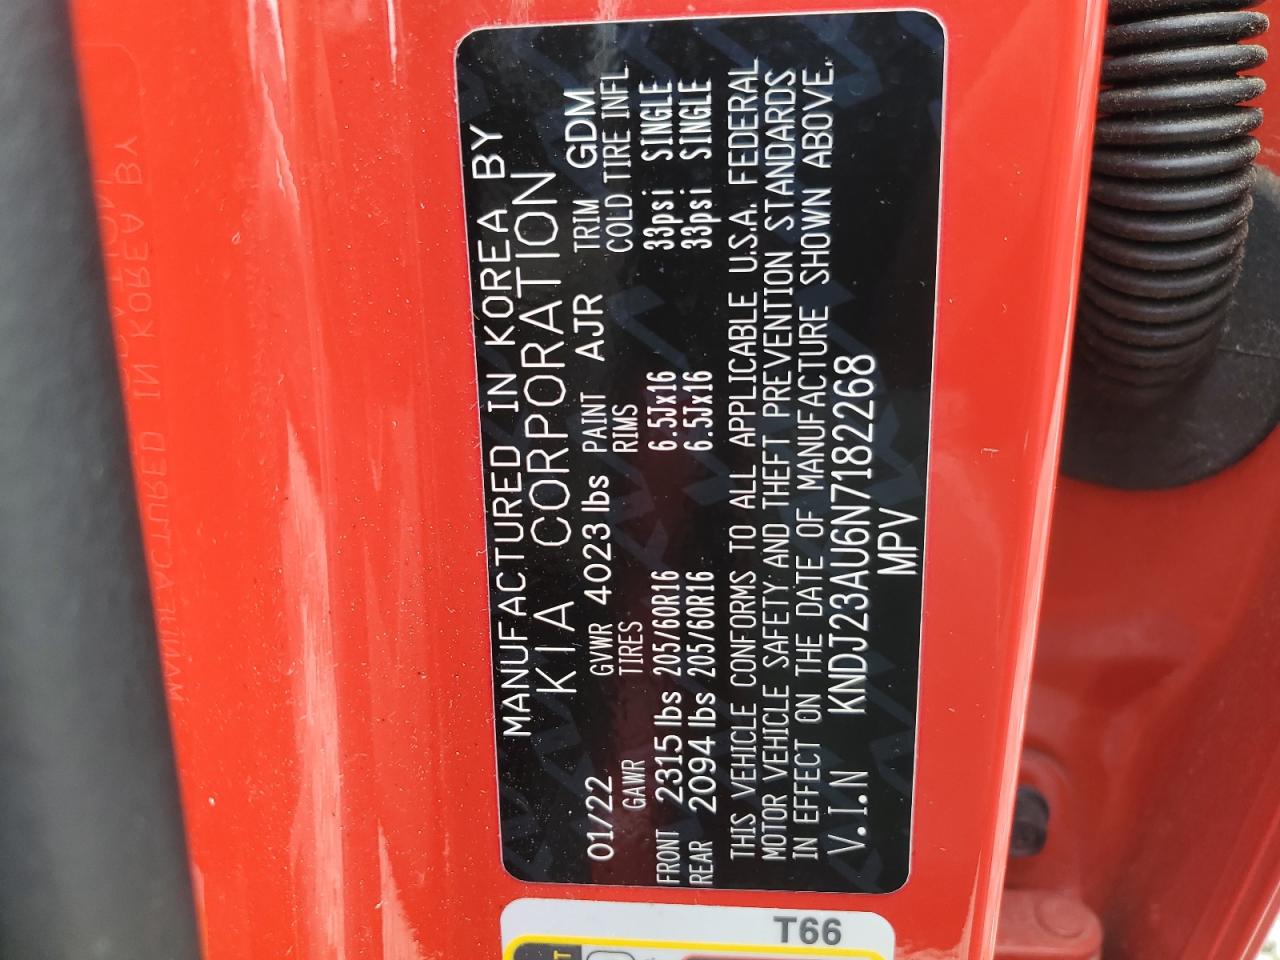 MANUFACTURED IN KOREA BY
KIA CORPORATION
01/22 GVWR 4023 lbs PAINT AJR TRIM GDM
GAWR TIRES RIMS COLD TIRE INFL
FRONT 2315 lbs 205/60R16 6.5Jx16 33psi SINGLE
REAR 2094 lbs 205/60R16 6.5Jx16 33psi SINGLE
THIS VEHICLE CONFORMS TO ALL APPLICABLE U.S.A. FEDERAL
MOTOR VEHICLE SAFETY AND THEFT PREVENTION STANDARDS
IN EFFECT ON THE DATE OF MANUFACTURE SHOWN ABOVE.
V.I.N KNDJ23AU6N7182268
MPV
T66